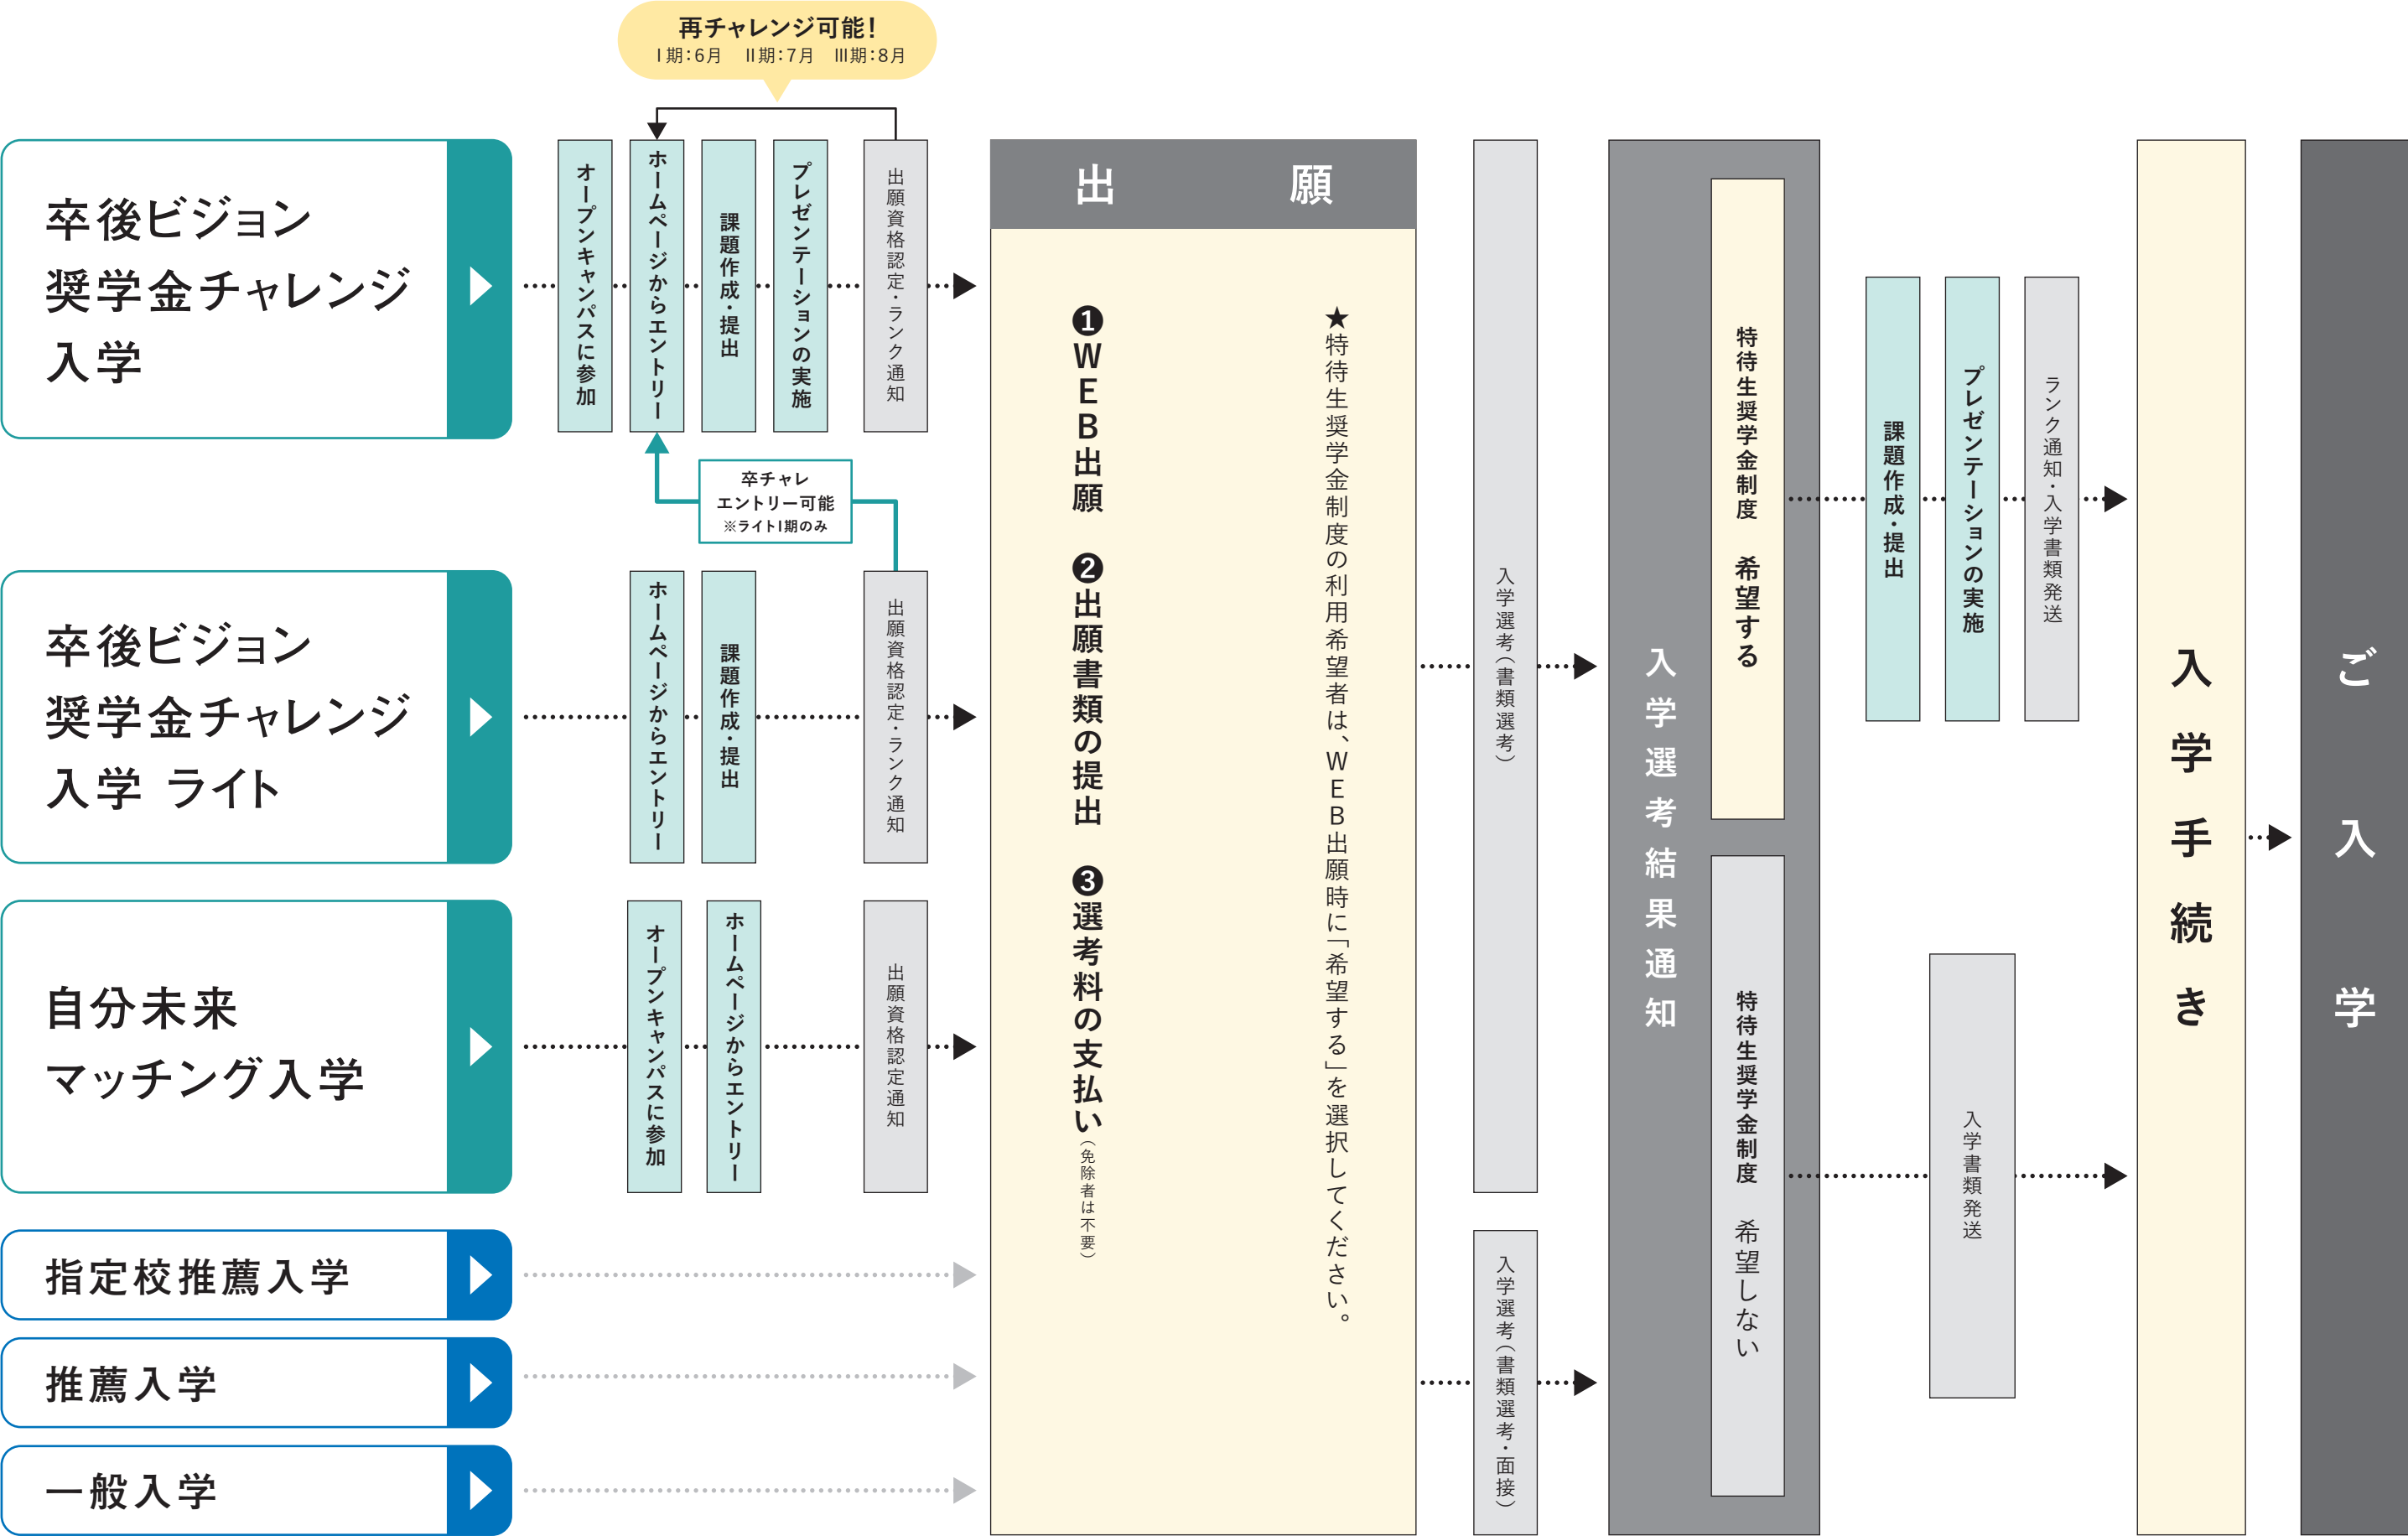 再チャレンジ可能！
Ⅰ期：6月　Ⅱ期：7月　Ⅲ期：8月
卒後ビジョン
奨学金チャレンジ
入学
オープンキャンパスに参加
ホームページからエントリー
課題作成・提出
プレゼンテーションの実施
出願資格認定・ランク通知
卒チャレ
エントリー可能
※ライトⅠ期のみ
卒後ビジョン
奨学金チャレンジ
入学 ライト
ホームページからエントリー
課題作成・提出
出願資格認定・ランク通知
自分未来
マッチング入学
オープンキャンパスに参加
ホームページからエントリー
出願資格認定通知
指定校推薦入学
推薦入学
一般入学
出　願
❶WEB出願　❷出願書類の提出　❸選考料の支払い（免除者は不要）
★特待生奨学金制度の利用希望者は、WEB出願時に「希望する」を選択してください。
入学選考（書類選考）
入学選考（書類選考・面接）
入学選考結果通知
特待生奨学金制度　希望する
特待生奨学金制度　希望しない
課題作成・提出
プレゼンテーションの実施
ランク通知・入学書類発送
入学書類発送
入学手続き
ご入学